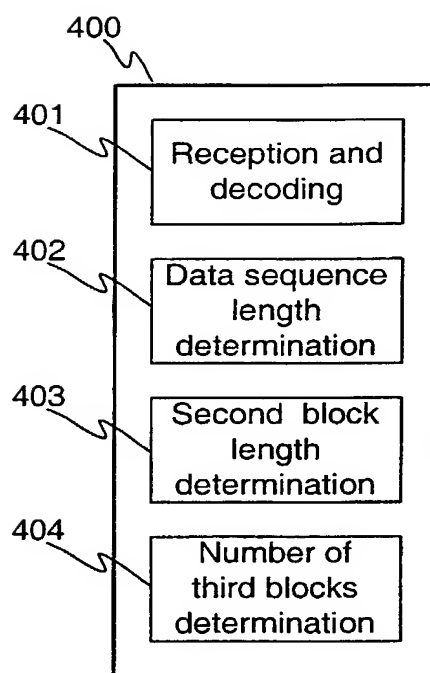 400
401
Reception and
decoding
402
Data sequence
length
determination
403
Second block
length
determination
404
Number of
third blocks
determination